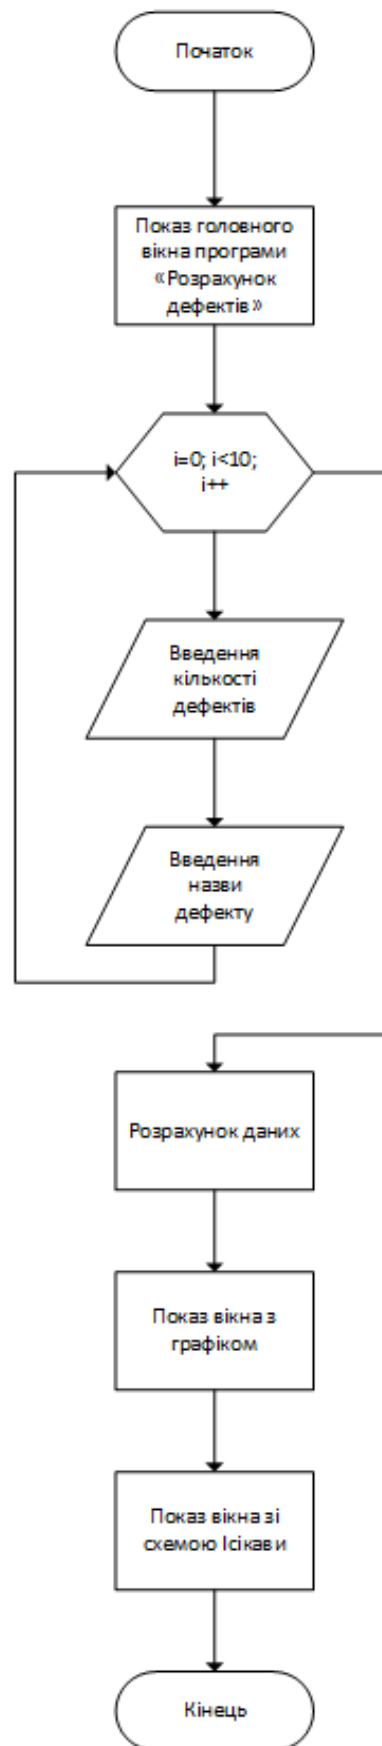 Початок
Показ головного
вікна програми
«Розрахунок
дефектів»
i=0; i<10;
i++
Введення
кількості
дефектів
Введення
назви
дефекту
Розрахунок даних
Показ вікна з
графіком
Показ вікна зі
схемою Ісікави
Кінець